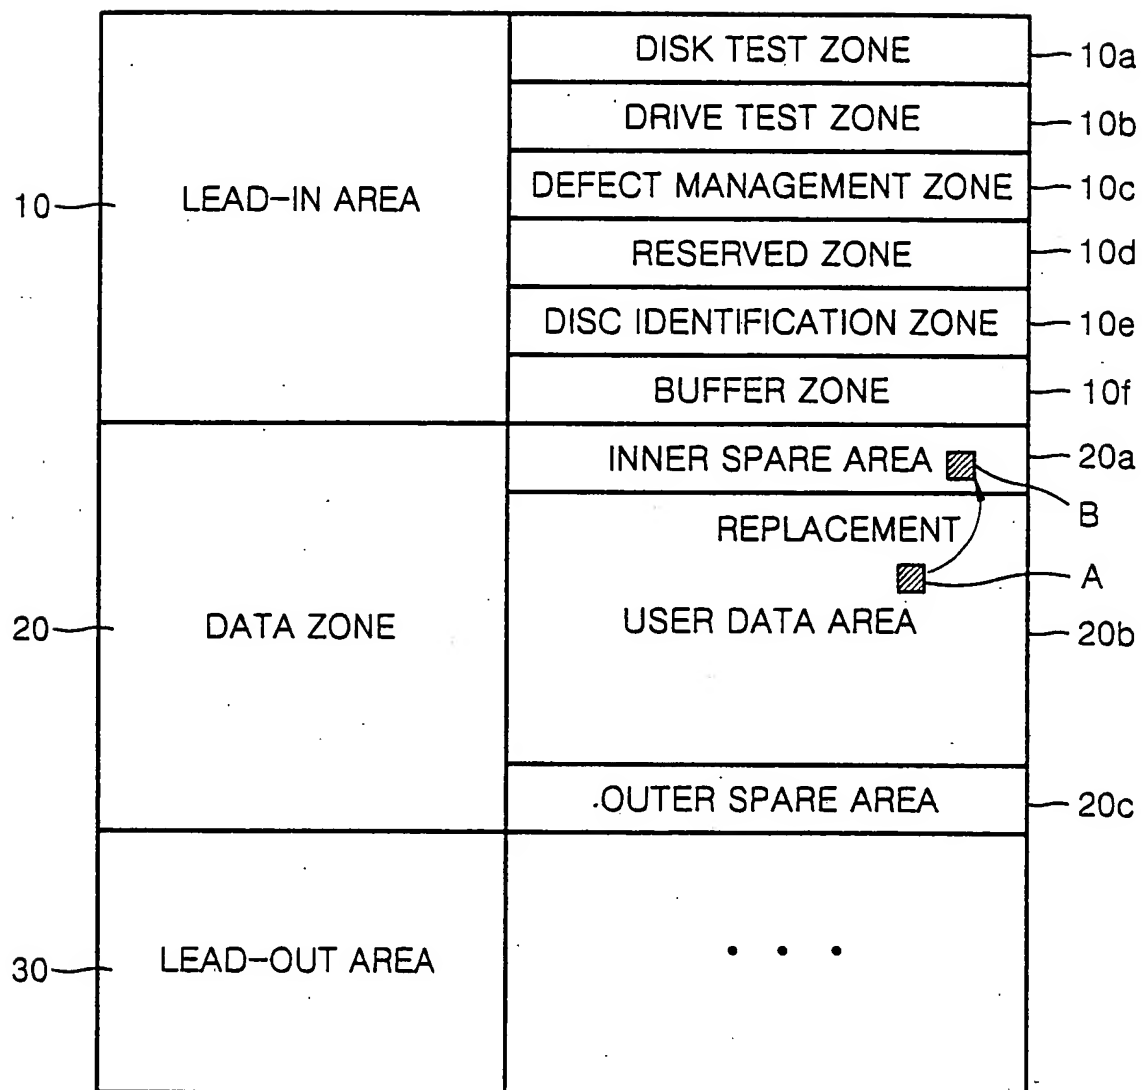 DISK TEST ZONE 10a
DRIVE TEST ZONE 10b
DEFECT MANAGEMENT ZONE 10c
10 LEAD-IN AREA
RESERVED ZONE 10d
DISC IDENTIFICATION ZONE 10e
BUFFER ZONE 10f
INNER SPARE AREA 20a
B
REPLACEMENT
A
20 DATA ZONE USER DATA AREA 20b
OUTER SPARE AREA 20c
30 LEAD-OUT AREA • • •